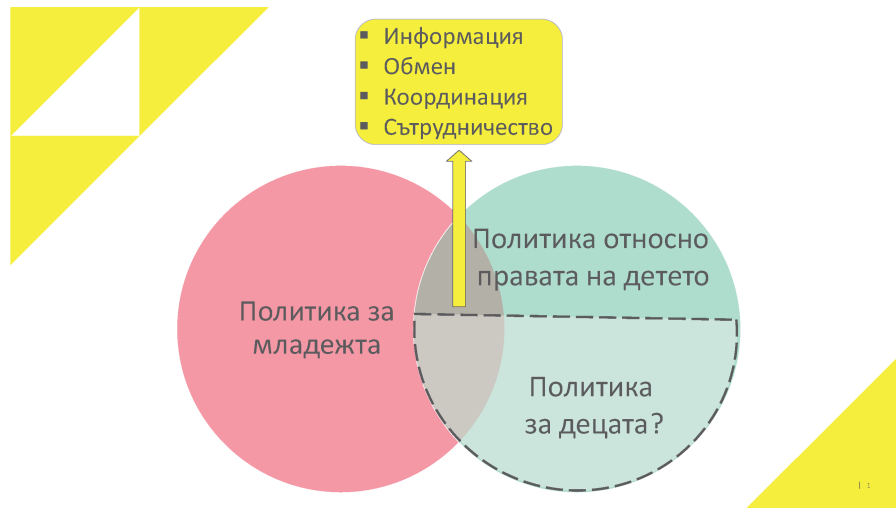 ▪ Информация
▪ Обмен
▪ Координация
▪ Сътрудничество
Политика относно
правата на детето
Политика за
младежта
Политика
за децата?
| 1